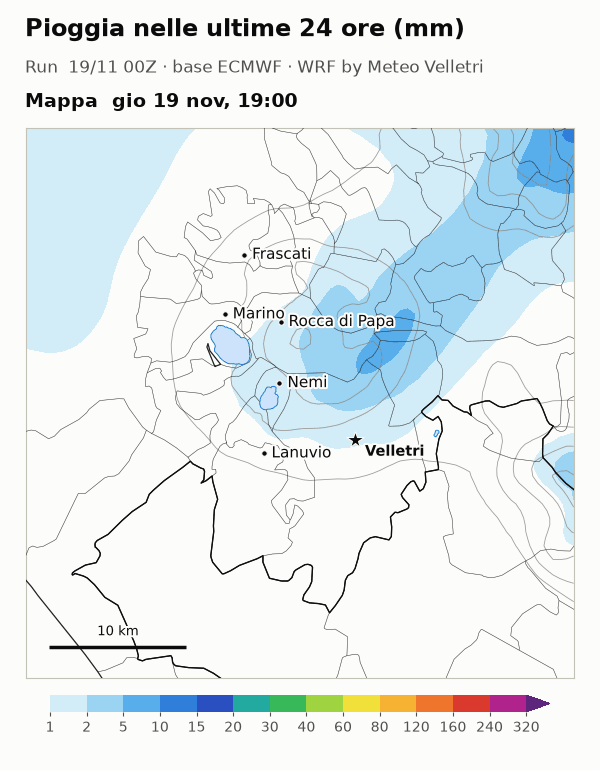 Pioggia nelle ultime 24 ore (mm)
Run  19/11 00Z · base ECMWF · WRF by Meteo Velletri
Mappa  gio 19 nov, 19:00
Frascati
Marino
Rocca di Papa
Nemi
Velletri
Lanuvio
10 km
1 2 5 10 15 20 30 40 60 80 120 160 240 320